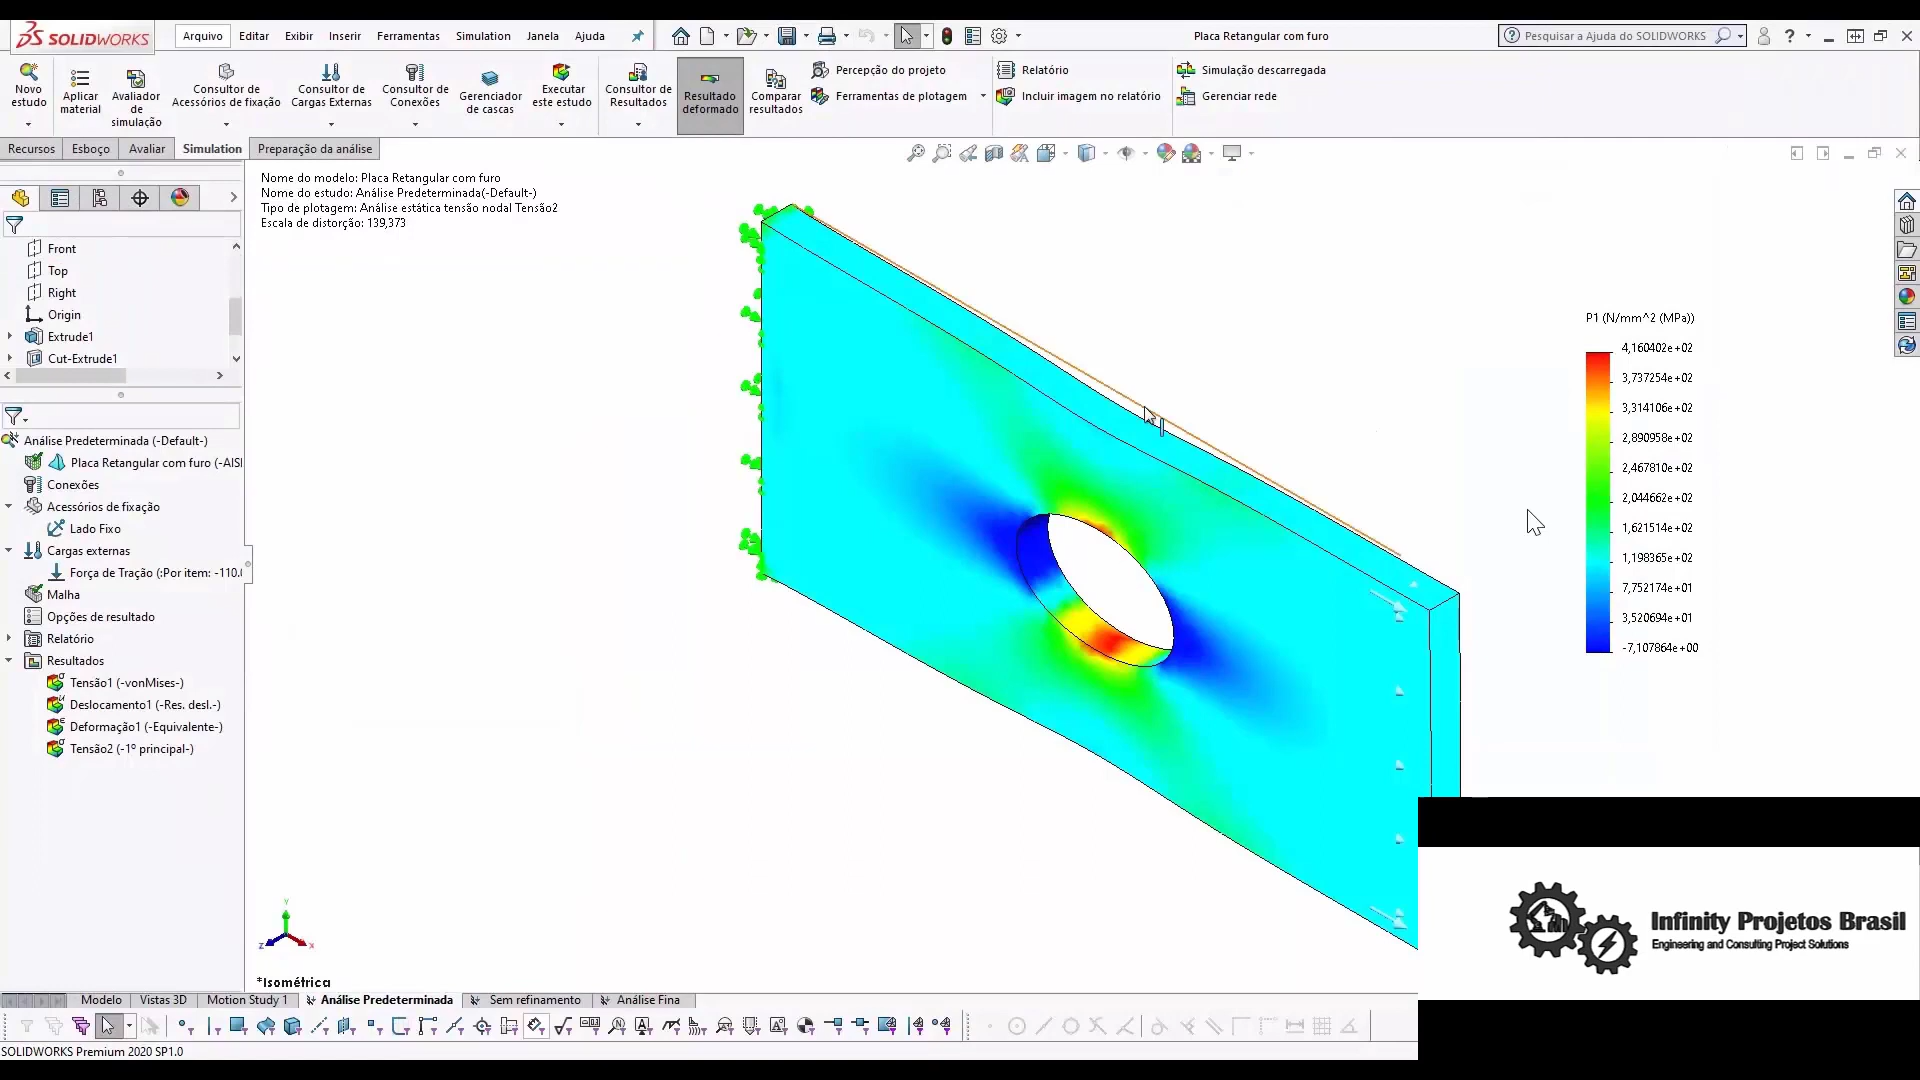 SOLIDWORKS
Arquivo Editar Exibir Inserir Ferramentas Simulation Janela Ajuda
Placa Retangular com furo
Pesquisar a Ajuda do SOLIDWORKS
Novo estudo
Aplicar material
Avaliador de simulação
Consultor de Acessórios de fixação
Consultor de Cargas Externas
Consultor de Conexões
Gerenciador de cascas
Executar este estudo
Consultor de Resultados
Resultado deformado
Comparar resultados
Percepção do projeto
Ferramentas de plotagem
Relatório
Incluir imagem no relatório
Simulação descarregada
Gerenciar rede
Recursos Esboço Avaliar Simulation Preparação da análise
Nome do modelo: Placa Retangular com furo
Nome do estudo: Análise Predeterminada(-Default-)
Tipo de plotagem: Análise estática tensão nodal Tensão2
Escala de distorção: 139,373
Front
Top
Right
Origin
Extrude1
Cut-Extrude1
Análise Predeterminada (-Default-)
Placa Retangular com furo (-AISI
Conexões
Acessórios de fixação
Lado Fixo
Cargas externas
Força de Tração (:Por item: -110,
Malha
Opções de resultado
Relatório
Resultados
Tensão1 (-vonMises-)
Deslocamento1 (-Res. desl.-)
Deformação1 (-Equivalente-)
Tensão2 (-1º principal-)
P1 (N/mm^2 (MPa))
4,160402e+02
3,737254e+02
3,314106e+02
2,890958e+02
2,467810e+02
2,044662e+02
1,621514e+02
1,198365e+02
7,752174e+01
3,520694e+01
-7,107864e+00
Y
Z
X
*Isométrica
Infinity Projetos Brasil
Engineering and Consulting Project Solutions
Modelo Vistas 3D Motion Study 1 Análise Predeterminada Sem refinamento Análise Fina
SOLIDWORKS Premium 2020 SP1.0